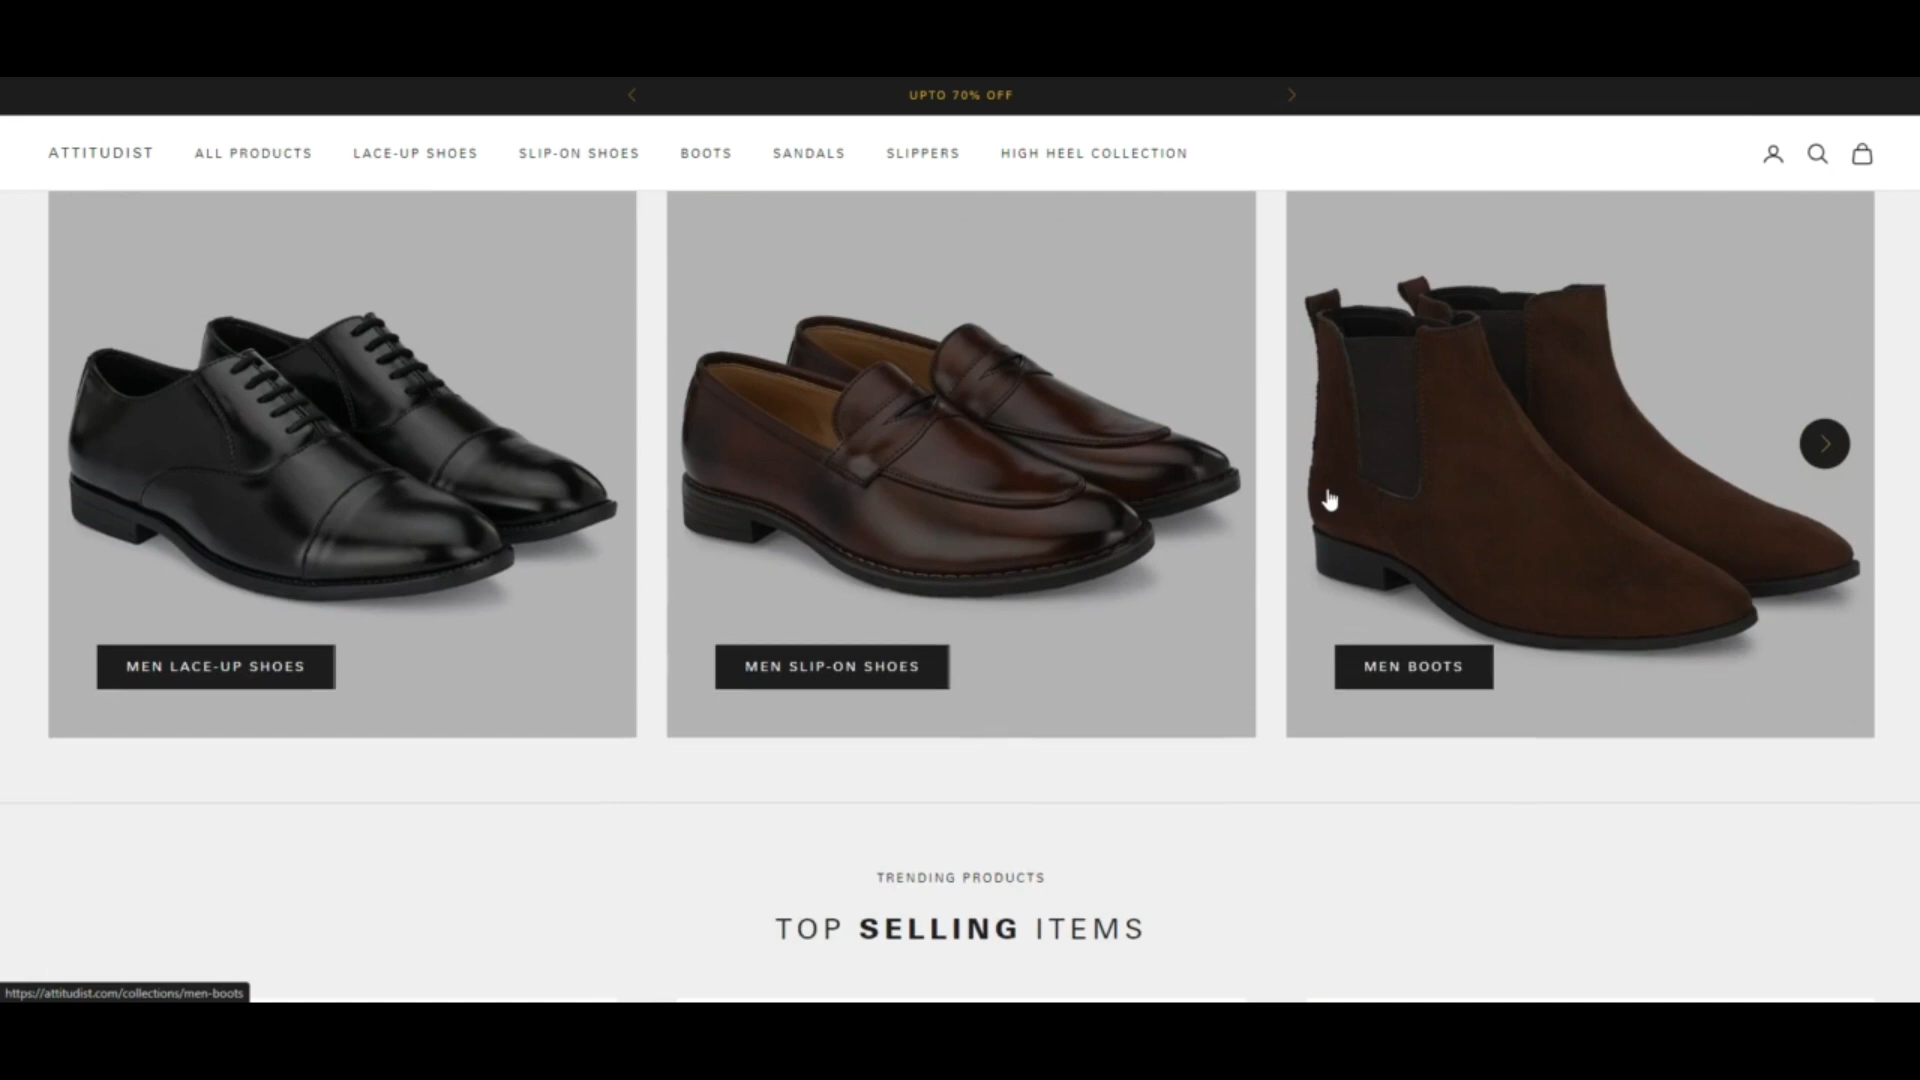 UPTO 70% OFF
ATTITUDIST ALL PRODUCTS LACE-UP SHOES SLIP-ON SHOES BOOTS SANDALS SLIPPERS HIGH HEEL COLLECTION
MEN LACE-UP SHOES
MEN SLIP-ON SHOES
MEN BOOTS
TRENDING PRODUCTS
TOP SELLING ITEMS
https://attitudist.com/collections/men-boots